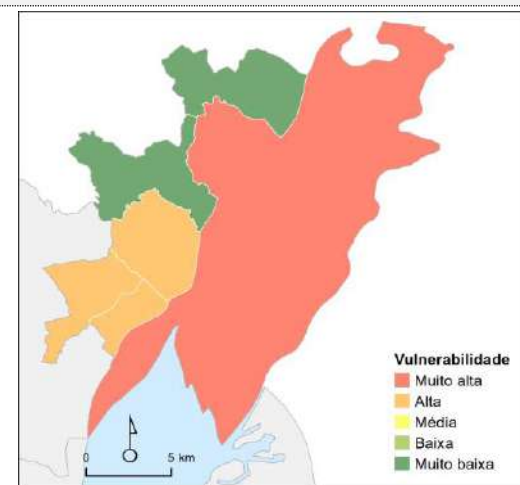 Vulnerabilidade
Muito alta
Alta
Média
Baixa
Muito baixa
0 5 km